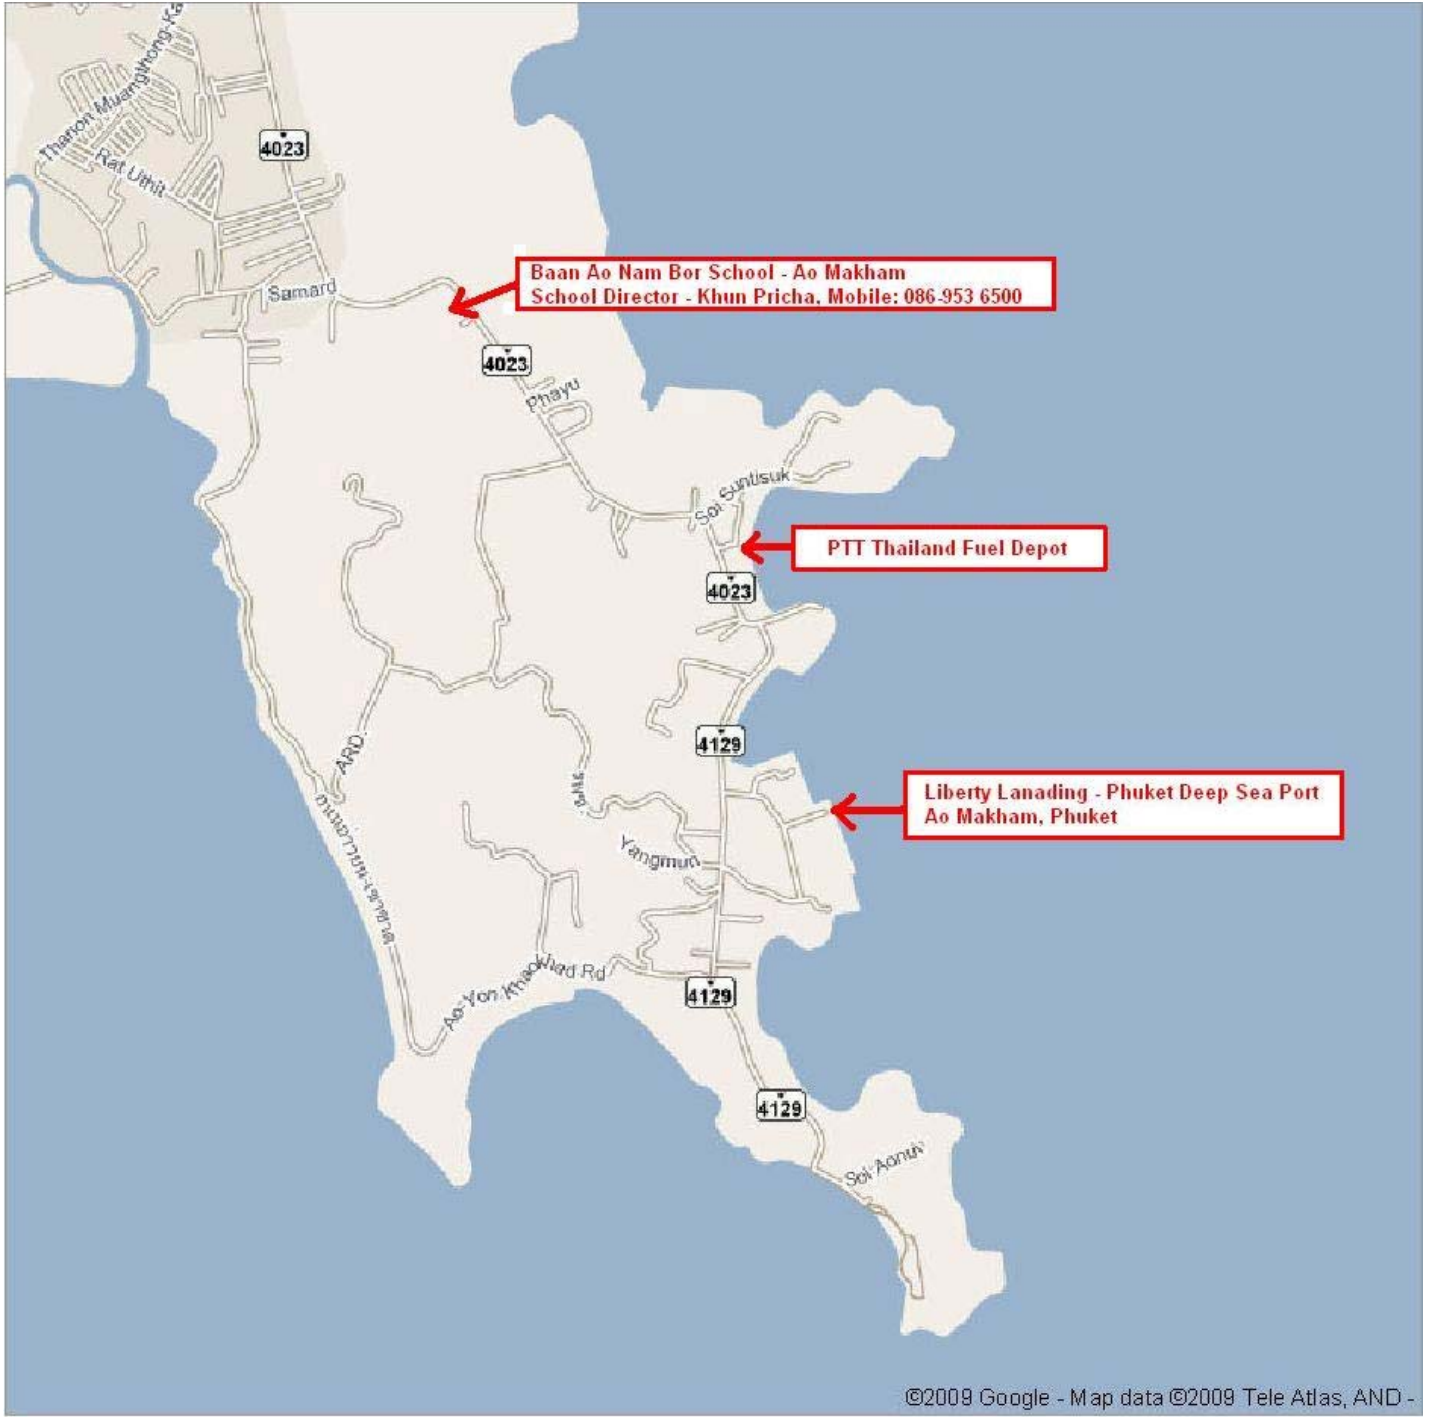 Thanon Muangthong-Ka
Rat Uthit
4023
Baan Ao Nam Bor School - Ao Makham
School Director - Khun Pricha, Mobile: 086-953 6500
Samard
4023
Phayu
Soi Suntisuk
PTT Thailand Fuel Depot
4023
4129
ARD.
Liberty Lanading - Phuket Deep Sea Port
Ao Makham, Phuket
Yangmun
Ao-Yon Khaokhad Rd
4129
4129
©2009 Google - Map data ©2009 Tele Atlas, AND -